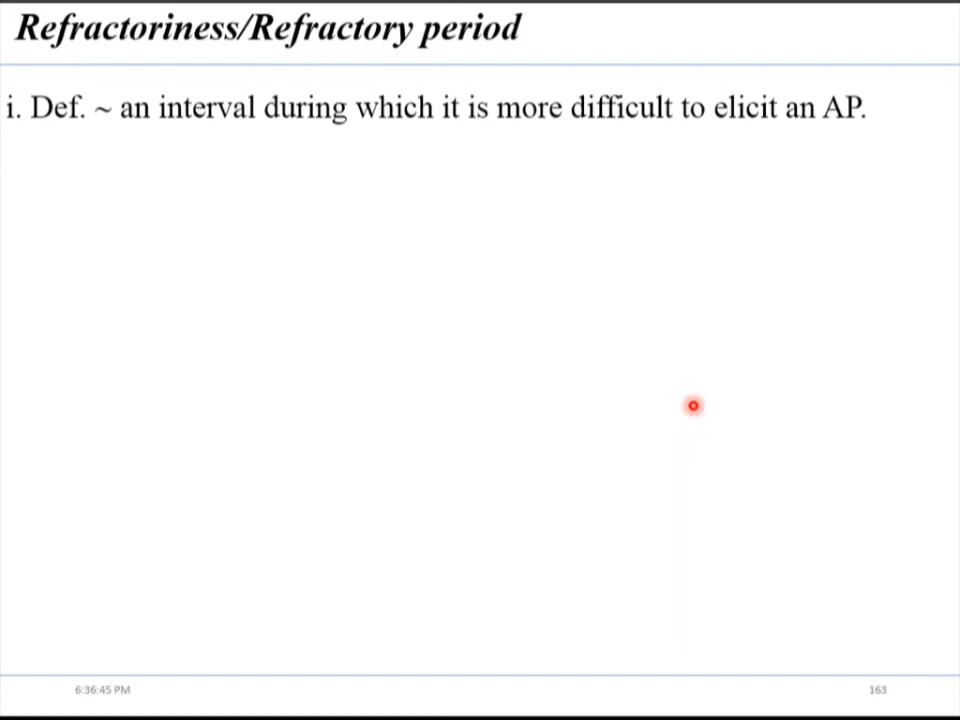 Refractoriness/Refractory period
i. Def. ~ an interval during which it is more difficult to elicit an AP.
6:36:45 PM
163